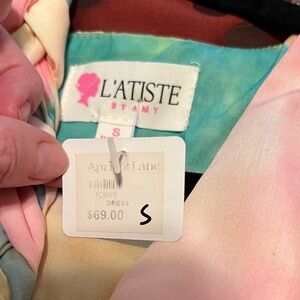 L'ATISTE
BY AMY
S
Apricot Lane
DRESS
$69.00
S